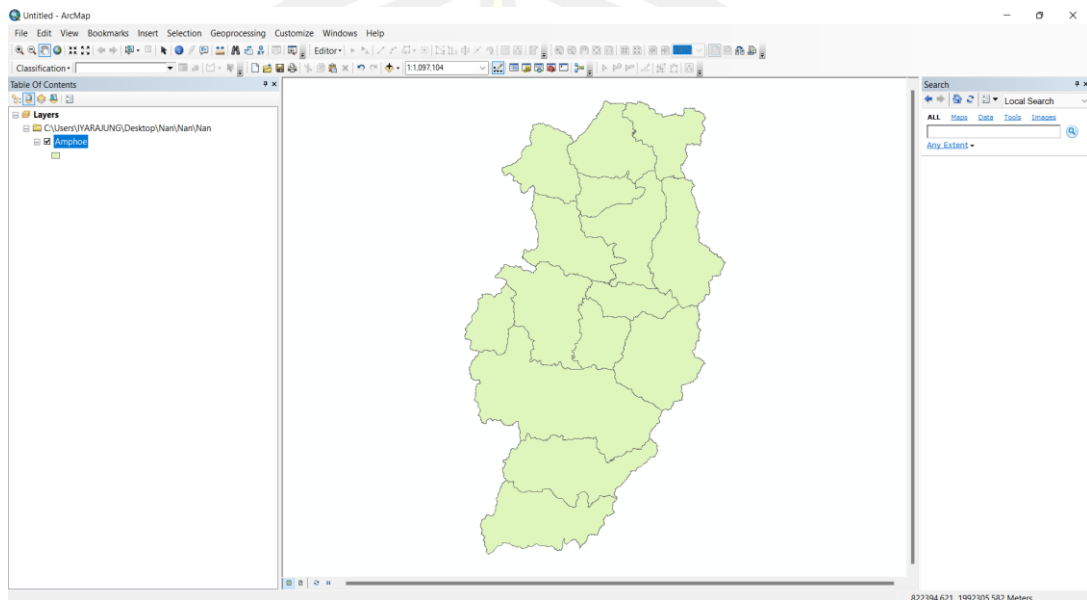 Untitled - ArcMap
File Edit View Bookmarks Insert Selection Geoprocessing Customize Windows Help
Editor
1:1,097,104
Classification
Table Of Contents
Layers
C:\Users\IYARAJUNG\Desktop\Nan\Nan\Nan
Amphoe
Search
Local Search
ALL Maps Data Tools Images
Any Extent
822394.621 1992305.582 Meters